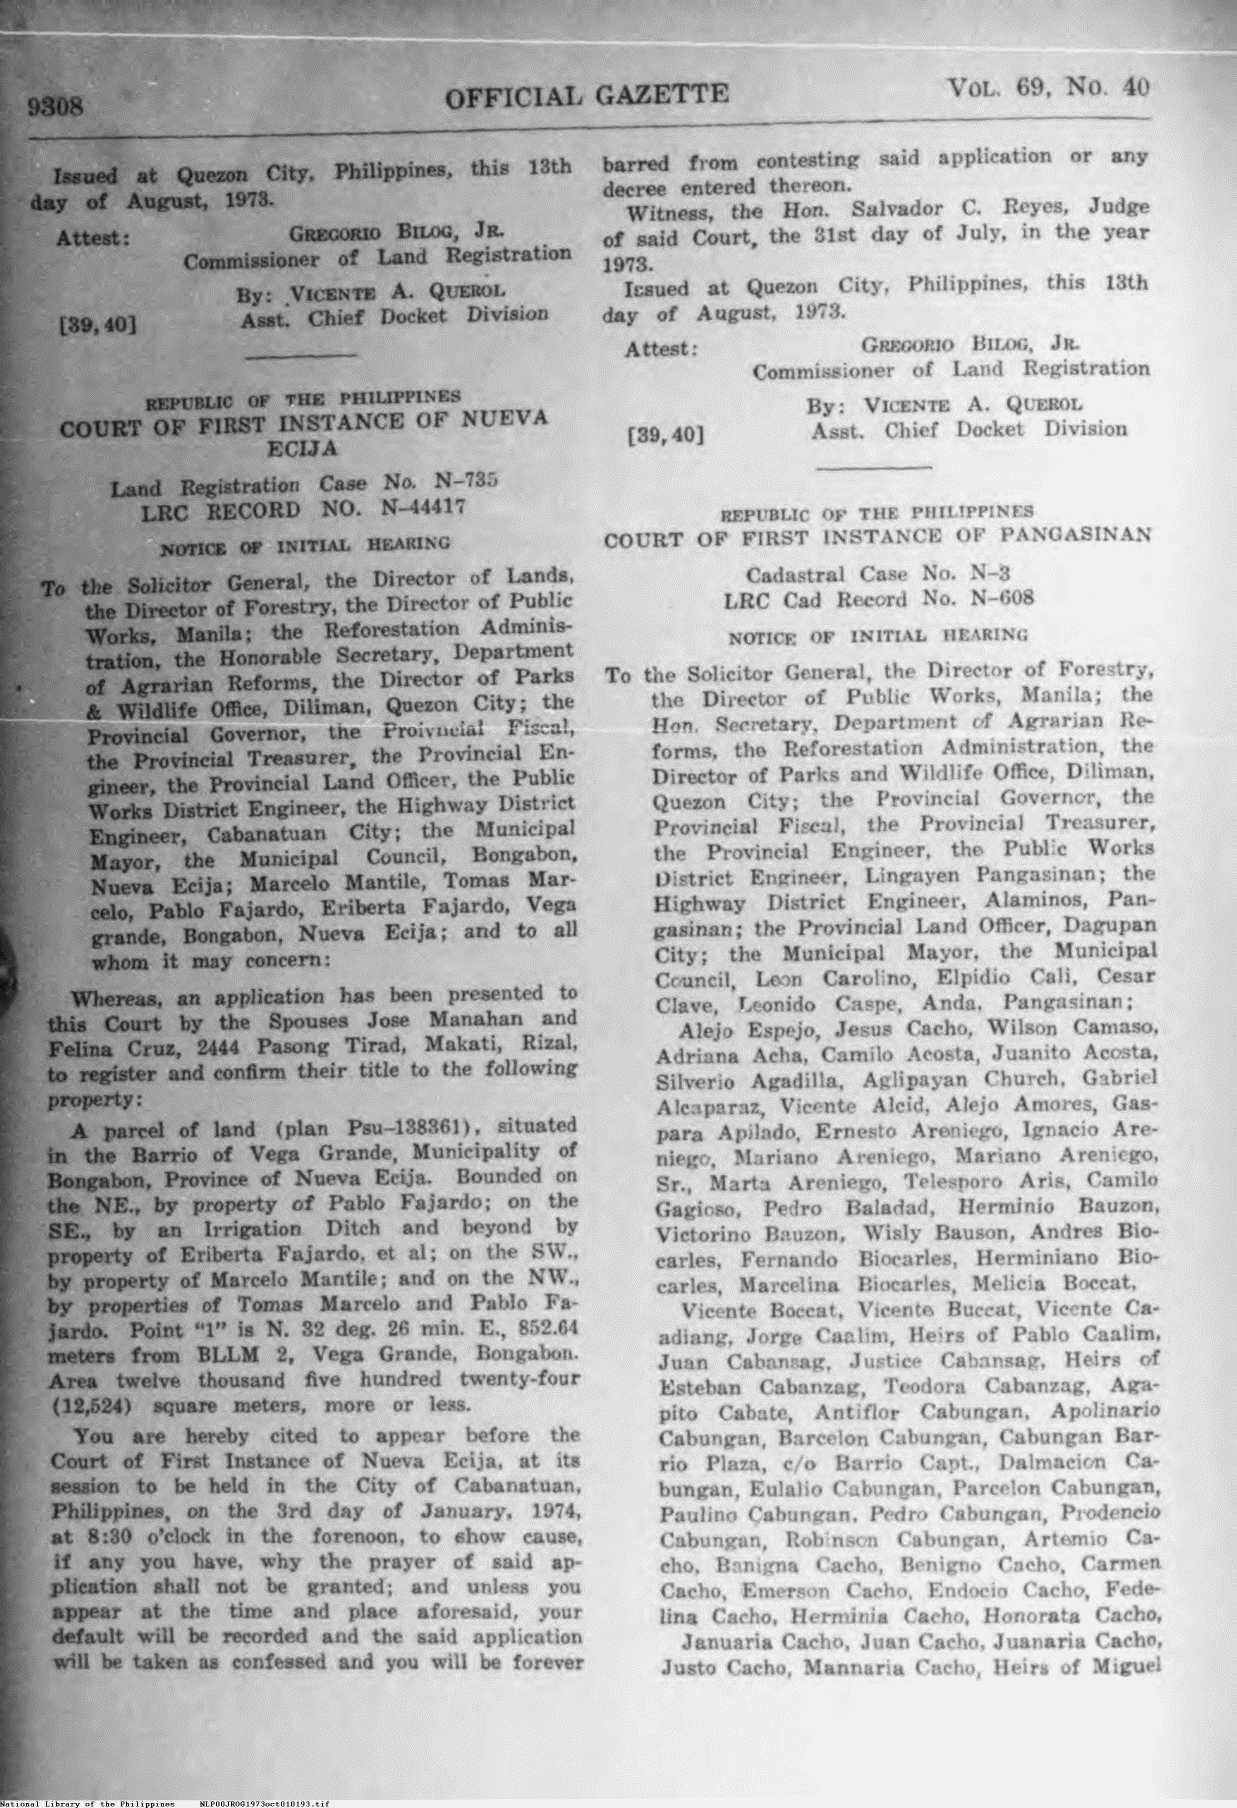 9308
OFFICIAL GAZETTE
VOL. 69, No. 40
Issued at Quezon City, Philippines, this 13th
day of August, 1973.
Attest:
GREGORIO BILOG, JR.
Commissioner of Land Registration
By: VICENTE A. QUEROL
[39, 40]
Asst. Chief Docket Division
REPUBLIC OF THE PHILIPPINES
COURT OF FIRST INSTANCE OF NUEVA
ECIJA
Land Registration Case No. N-735
LRC RECORD NO. N-44417
NOTICE OF INITIAL HEARING
To the Solicitor General, the Director of Lands,
the Director of Forestry, the Director of Public
Works, Manila; the Reforestation Adminis-
tration, the Honorable Secretary, Department
of Agrarian Reforms, the Director of Parks
& Wildlife Office, Diliman, Quezon City; the
Provincial Governor, the Proivncial Fiscal,
the Provincial Treasurer, the Provincial En-
gineer, the Provincial Land Officer, the Public
Works District Engineer, the Highway District
Engineer, Cabanatuan City; the Municipal
Mayor, the Municipal Council, Bongabon,
Nueva Ecija; Marcelo Mantile, Tomas Mar-
celo, Pablo Fajardo, Eriberta Fajardo, Vega
grande, Bongabon, Nueva Ecija; and to all
whom it may concern:
Whereas, an application has been presented to
this Court by the Spouses Jose Manahan and
Felina Cruz, 2444 Pasong Tirad, Makati, Rizal,
to register and confirm their title to the following
property:
A parcel of land (plan Psu-138361), situated
in the Barrio of Vega Grande, Municipality of
Bongabon, Province of Nueva Ecija. Bounded on
the NE., by property of Pablo Fajardo; on the
SE., by an Irrigation Ditch and beyond by
property of Eriberta Fajardo, et al; on the SW.,
by property of Marcelo Mantile; and on the NW.,
by properties of Tomas Marcelo and Pablo Fa-
jardo. Point "1" is N. 32 deg. 26 min. E., 852.64
meters from BLLM 2, Vega Grande, Bongabon.
Area twelve thousand five hundred twenty-four
(12,524) square meters, more or less.
You are hereby cited to appear before the
Court of First Instance of Nueva Ecija, at its
session to be held in the City of Cabanatuan,
Philippines, on the 3rd day of January, 1974,
at 8:30 o'clock in the forenoon, to show cause,
if any you have, why the prayer of said ap-
plication shall not be granted; and unless you
appear at the time and place aforesaid, your
default will be recorded and the said application
will be taken as confessed and you will be forever
barred from contesting said application or any
decree entered thereon.
Witness, the Hon. Salvador C. Reyes, Judge
of said Court, the 31st day of July, in the year
1973.
Issued at Quezon City, Philippines, this 13th
day of August, 1973.
Attest:
GREGORIO BILOG, JR.
Commissioner of Land Registration
By: VICENTE A. QUEROL
[39, 40]
Asst. Chief Docket Division
REPUBLIC OF THE PHILIPPINES
COURT OF FIRST INSTANCE OF PANGASINAN
Cadastral Case No. N-3
LRC Cad Record No. N-608
NOTICE OF INITIAL HEARING
To the Solicitor General, the Director of Forestry,
the Director of Public Works, Manila; the
Hon. Secretary, Department of Agrarian Re-
forms, the Reforestation Administration, the
Director of Parks and Wildlife Office, Diliman,
Quezon City; the Provincial Governor, the
Provincial Fiscal, the Provincial Treasurer,
the Provincial Engineer, the Public Works
District Engineer, Lingayen Pangasinan; the
Highway District Engineer, Alaminos, Pan-
gasinan; the Provincial Land Officer, Dagupan
City; the Municipal Mayor, the Municipal
Council, Leon Carolino, Elpidio Cali, Cesar
Clave, Leonido Caspe, Anda, Pangasinan;
Alejo Espejo, Jesus Cacho, Wilson Camaso,
Adriana Acha, Camilo Acosta, Juanito Acosta,
Silverio Agadilla, Aglipayan Church, Gabriel
Alcaparaz, Vicente Alcid, Alejo Amores, Gas-
para Apilado, Ernesto Areniego, Ignacio Are-
niego, Mariano Areniego, Mariano Areniego,
Sr., Marta Areniego, Telesporo Aris, Camilo
Gagioso, Pedro Baladad, Herminio Bauzon,
Victorino Bauzon, Wisly Bauson, Andres Bio-
carles, Fernando Biocarles, Herminiano Bio-
carles, Marcelina Biocarles, Melicia Boccat,
Vicente Boccat, Vicente Buccat, Vicente Ca-
adiang, Jorge Caalim, Heirs of Pablo Caalim,
Juan Cabansag, Justice Cabansag, Heirs of
Esteban Cabanzag, Teodora Cabanzag, Aga-
pito Cabate, Antiflor Cabungan, Apolinario
Cabungan, Barcelon Cabungan, Cabungan Bar-
rio Plaza, c/o Barrio Capt., Dalmacion Ca-
bungan, Eulalio Cabungan, Parcelon Cabungan,
Paulino Cabungan, Pedro Cabungan, Prodencio
Cabungan, Robinson Cabungan, Artemio Ca-
cho, Banigna Cacho, Benigno Cacho, Carmen
Cacho, Emerson Cacho, Endocio Cacho, Fede-
lina Cacho, Herminia Cacho, Honorata Cacho,
Januaria Cacho, Juan Cacho, Juanaria Cacho,
Justo Cacho, Mannaria Cacho, Heirs of Miguel
National Library of the Philippines NLPOOJROG1973oct010193.tif